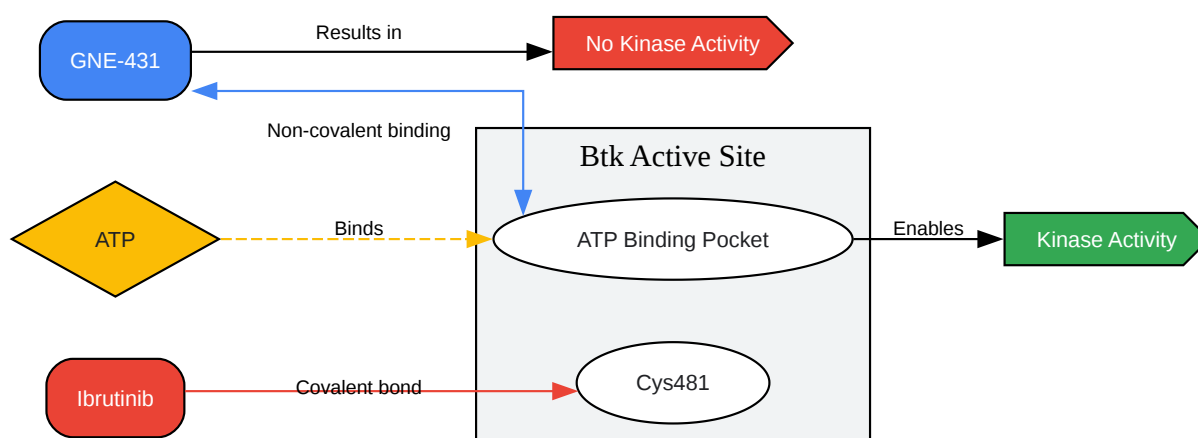 Results in
GNE-431
No Kinase Activity
Non-covalent binding
Btk Active Site
ATP
Binds
ATP Binding Pocket
Enables
Kinase Activity
Ibrutinib
Covalent bond
Cys481